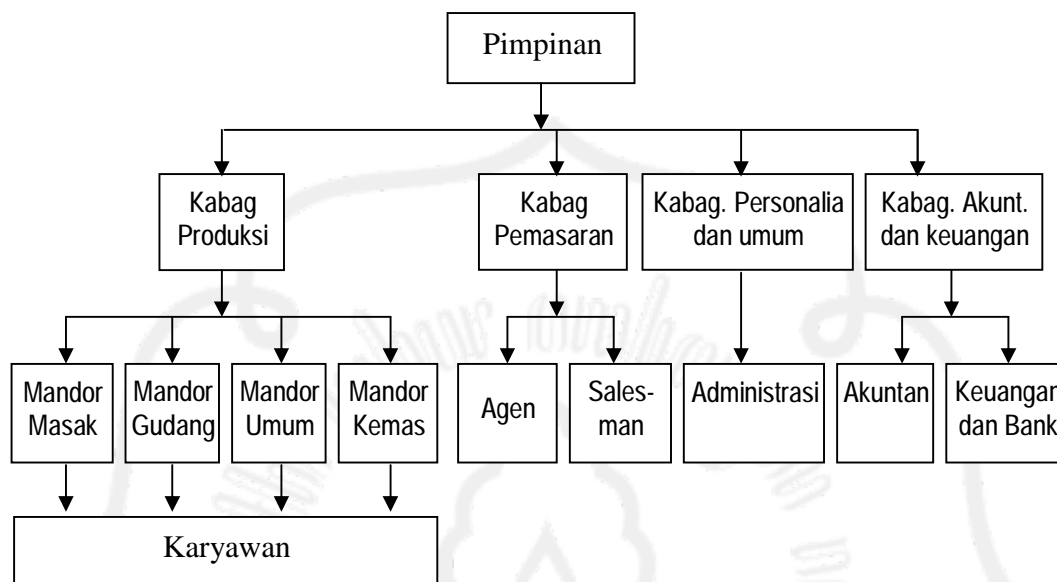 Pimpinan
Kabag
Produksi
Kabag
Pemasaran
Kabag. Personalia
dan umum
Kabag. Akunt.
dan keuangan
Mandor
Masak
Mandor
Gudang
Mandor
Umum
Mandor
Kemas
Agen
Sales-
man
Administrasi
Akuntan
Keuangan
dan Bank
Karyawan